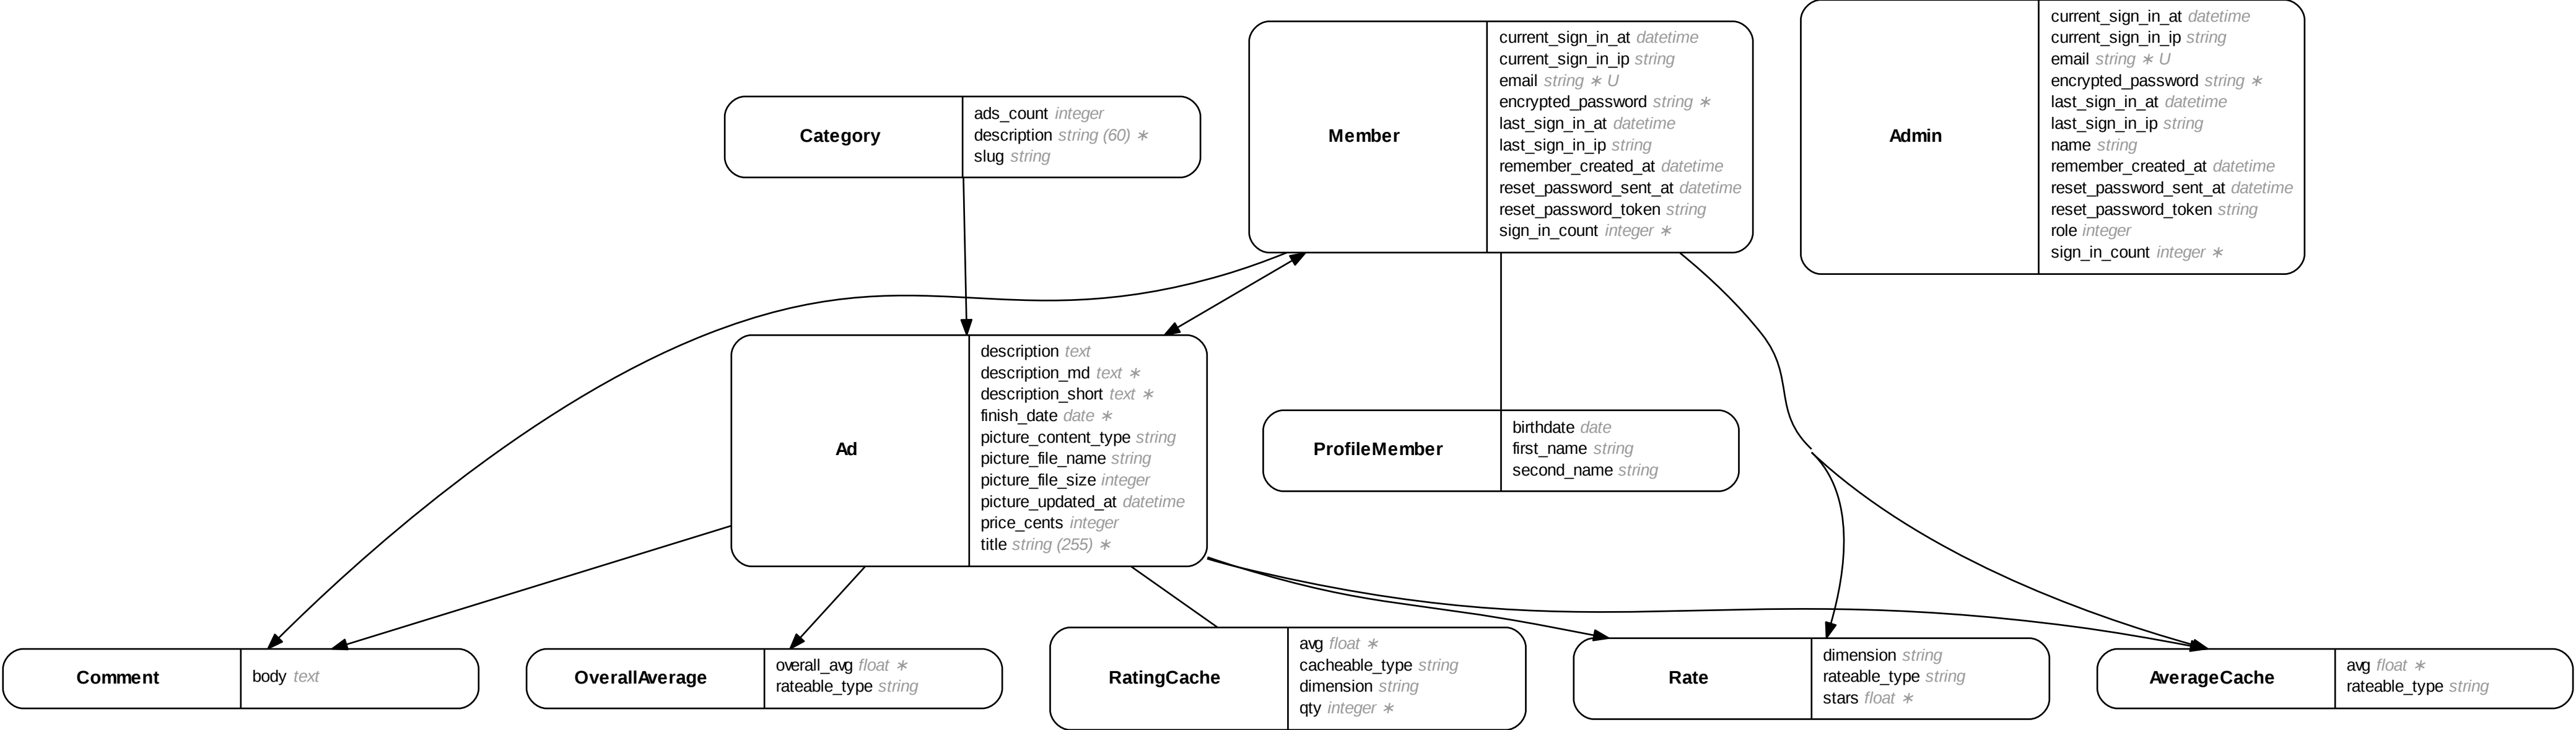 Category
ads_count integer
description string (60) ∗
slug string
Member
current_sign_in_at datetime
current_sign_in_ip string
email string ∗ U
encrypted_password string ∗
last_sign_in_at datetime
last_sign_in_ip string
remember_created_at datetime
reset_password_sent_at datetime
reset_password_token string
sign_in_count integer ∗
Admin
current_sign_in_at datetime
current_sign_in_ip string
email string ∗ U
encrypted_password string ∗
last_sign_in_at datetime
last_sign_in_ip string
name string
remember_created_at datetime
reset_password_sent_at datetime
reset_password_token string
role integer
sign_in_count integer ∗
Ad
description text
description_md text ∗
description_short text ∗
finish_date date ∗
picture_content_type string
picture_file_name string
picture_file_size integer
picture_updated_at datetime
price_cents integer
title string (255) ∗
ProfileMember
birthdate date
first_name string
second_name string
Comment
body text
OverallAverage
overall_avg float ∗
rateable_type string
RatingCache
avg float ∗
cacheable_type string
dimension string
qty integer ∗
Rate
dimension string
rateable_type string
stars float ∗
AverageCache
avg float ∗
rateable_type string